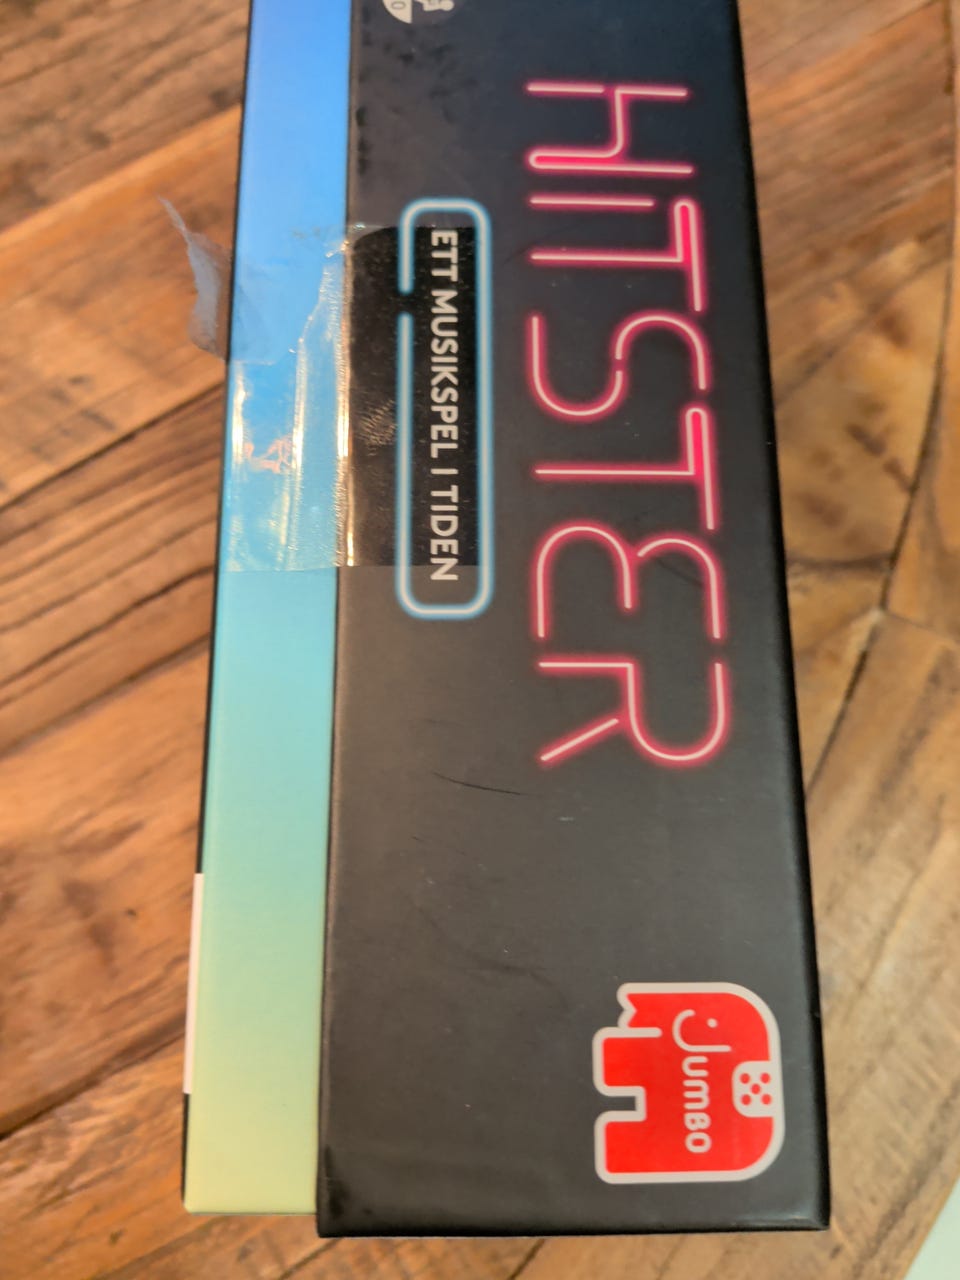 HITSTER
ETT MUSIKSPEL I TIDEN
Jumbo